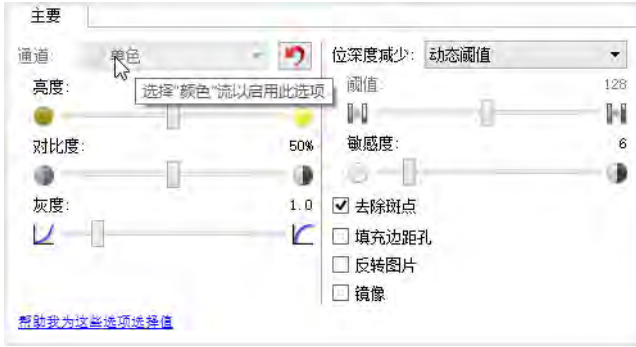 主要
通道: 单色
亮度:
选择“颜色”流以启用此选项
对比度: 50%
灰度: 1.0
帮助我为这些选项选择值
位深度减少: 动态阈值
阈值: 128
敏感度: 6
去除斑点
填充边距孔
反转图片
镜像